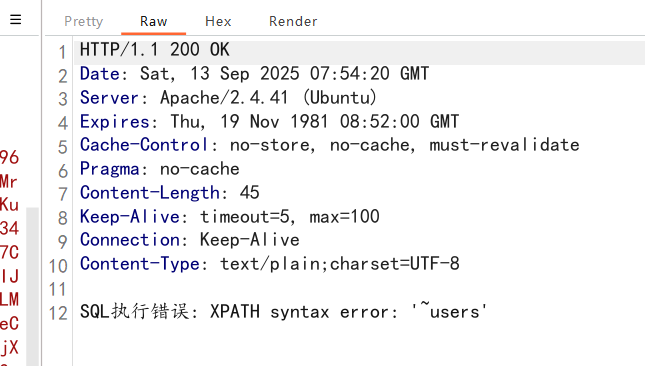 Pretty Raw Hex Render
1 HTTP/1.1 200 OK
2 Date: Sat, 13 Sep 2025 07:54:20 GMT
3 Server: Apache/2.4.41 (Ubuntu)
4 Expires: Thu, 19 Nov 1981 08:52:00 GMT
5 Cache-Control: no-store, no-cache, must-revalidate
6 Pragma: no-cache
7 Content-Length: 45
8 Keep-Alive: timeout=5, max=100
9 Connection: Keep-Alive
10 Content-Type: text/plain;charset=UTF-8
11
12 SQL执行错误: XPATH syntax error: '~users'
96
Mr
Ku
34
7C
LM
eC
jX